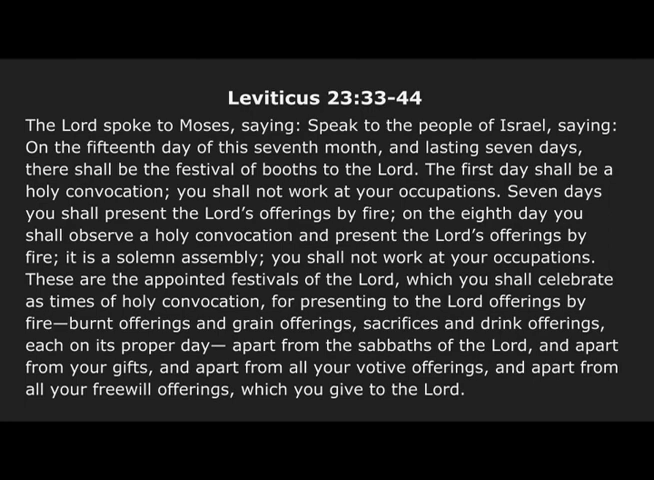 Leviticus 23:33-44
The Lord spoke to Moses, saying: Speak to the people of Israel, saying:
On the fifteenth day of this seventh month, and lasting seven days,
there shall be the festival of booths to the Lord. The first day shall be a
holy convocation; you shall not work at your occupations. Seven days
you shall present the Lord’s offerings by fire; on the eighth day you
shall observe a holy convocation and present the Lord’s offerings by
fire; it is a solemn assembly; you shall not work at your occupations.
These are the appointed festivals of the Lord, which you shall celebrate
as times of holy convocation, for presenting to the Lord offerings by
fire—burnt offerings and grain offerings, sacrifices and drink offerings,
each on its proper day— apart from the sabbaths of the Lord, and apart
from your gifts, and apart from all your votive offerings, and apart from
all your freewill offerings, which you give to the Lord.